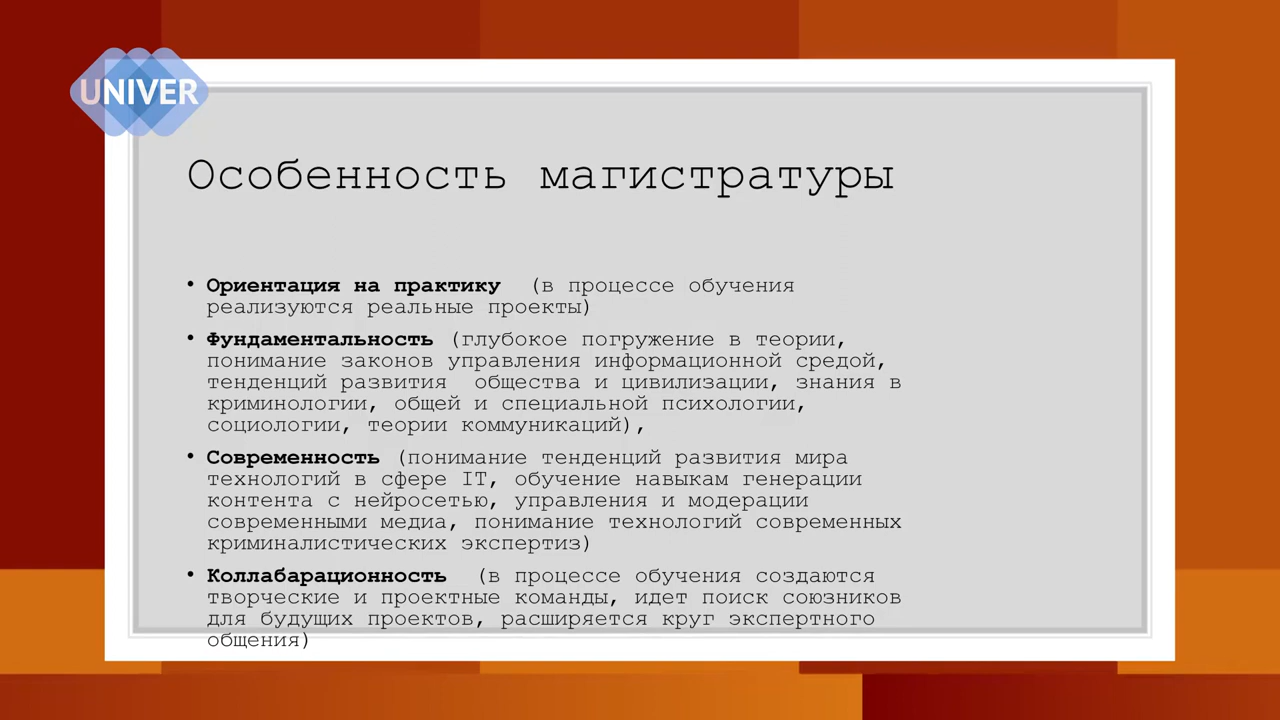 UNIVER
Особенность магистратуры
• Ориентация на практику (в процессе обучения
реализуются реальные проекты)
• Фундаментальность (глубокое погружение в теории,
понимание законов управления информационной средой,
тенденций развития общества и цивилизации, знания в
криминологии, общей и специальной психологии,
социологии, теории коммуникаций),
• Современность (понимание тенденций развития мира
технологий в сфере IT, обучение навыкам генерации
контента с нейросетью, управления и модерации
современными медиа, понимание технологий современных
криминалистических экспертиз)
• Коллабарационность (в процессе обучения создаются
творческие и проектные команды, идет поиск союзников
для будущих проектов, расширяется круг экспертного
общения)